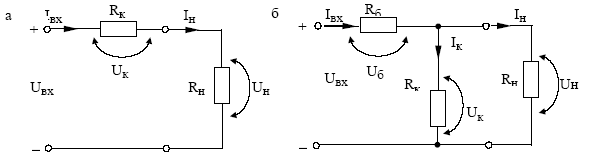 а
Iвх
Rк
Iн
+
Uк
Uвх
Rн
Uн
–
б
Iвх
Rб
Iн
+
Iк
Uб
Uвх
Rк
Uк
Rн
Uн
–